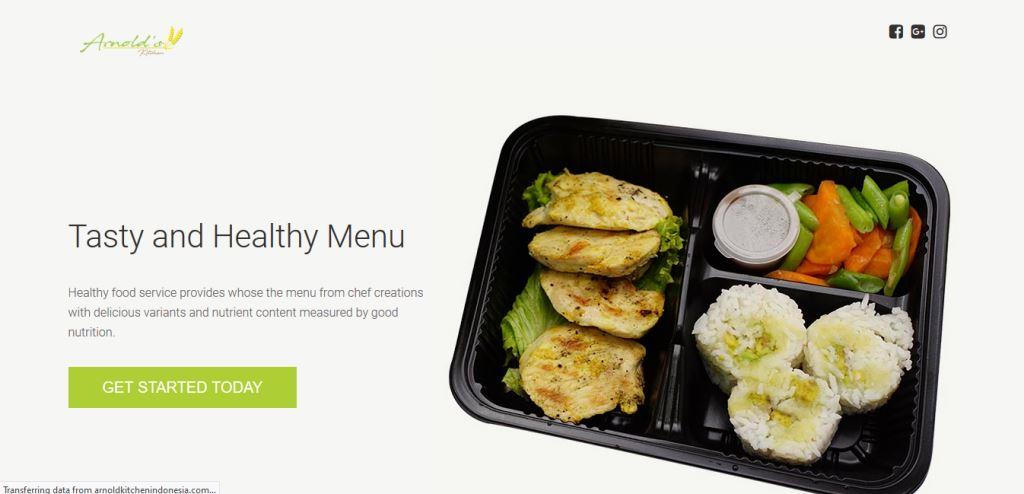 Arnold's
Kitchen
Tasty and Healthy Menu
Healthy food service provides whose the menu from chef creations
with delicious variants and nutrient content measured by good
nutrition.
GET STARTED TODAY
Transferring data from arnoldkitchenindonesia.com...